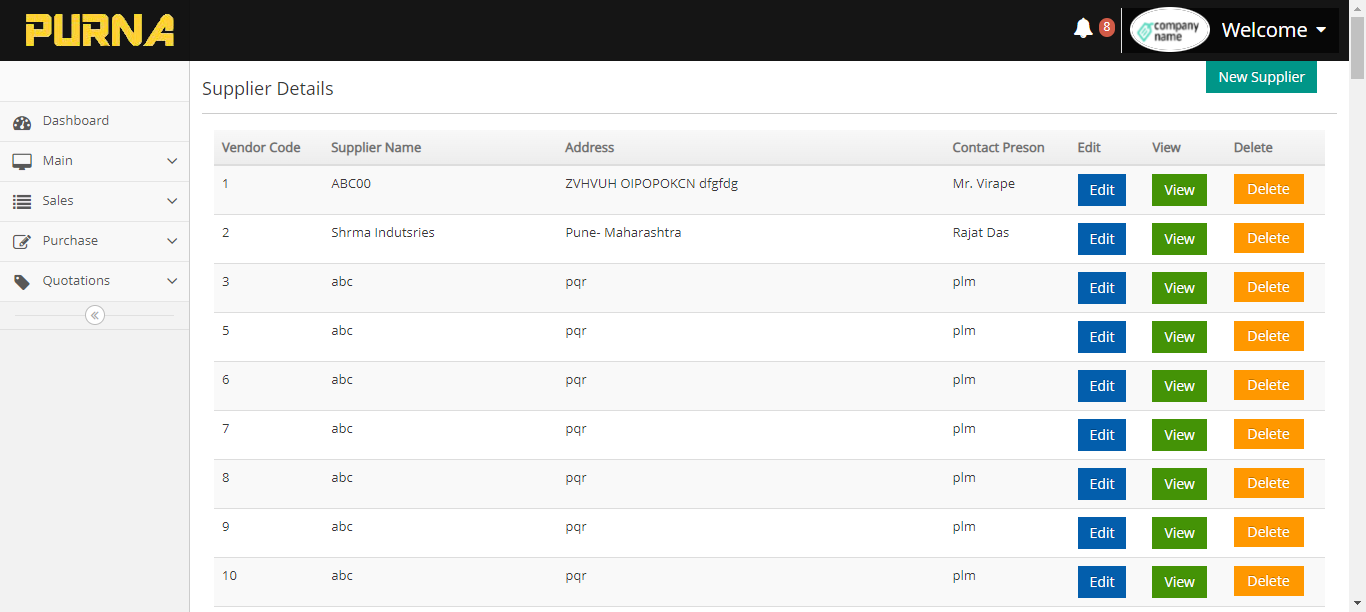 PURNA
8
company
name
Welcome
New Supplier
Supplier Details
Dashboard
Main
Sales
Purchase
Quotations
Vendor Code Supplier Name Address Contact Preson Edit View Delete
1 ABC00 ZVHVUH OIPOPOKCN dfgfdg Mr. Virape Edit View Delete
2 Shrma Indutsries Pune- Maharashtra Rajat Das Edit View Delete
3 abc pqr plm Edit View Delete
5 abc pqr plm Edit View Delete
6 abc pqr plm Edit View Delete
7 abc pqr plm Edit View Delete
8 abc pqr plm Edit View Delete
9 abc pqr plm Edit View Delete
10 abc pqr plm Edit View Delete